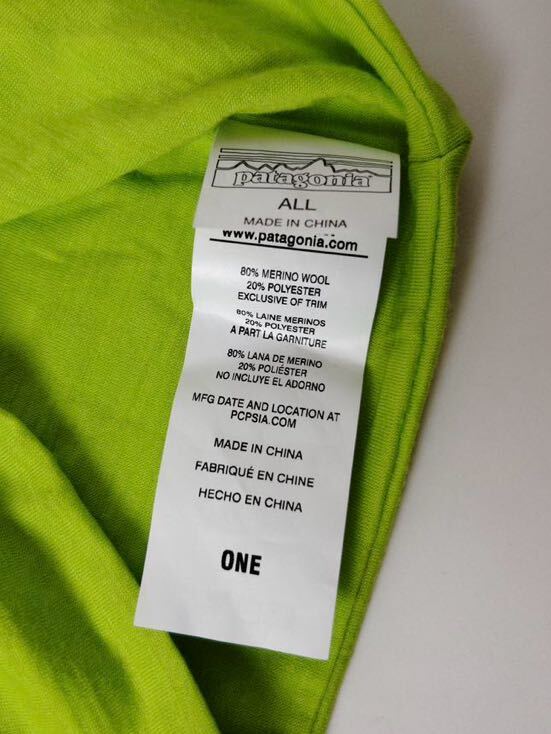 patagonia
ALL
MADE IN CHINA
www.patagonia.com
80% MERINO WOOL
20% POLYESTER
EXCLUSIVE OF TRIM
80% LAINE MERINOS
20% POLYESTER
A PART LA GARNITURE
80% LANA DE MERINO
20% POLIÉSTER
NO INCLUYE EL ADORNO
MFG DATE AND LOCATION AT
PCPSIA.COM
MADE IN CHINA
FABRIQUÉ EN CHINE
HECHO EN CHINA
ONE